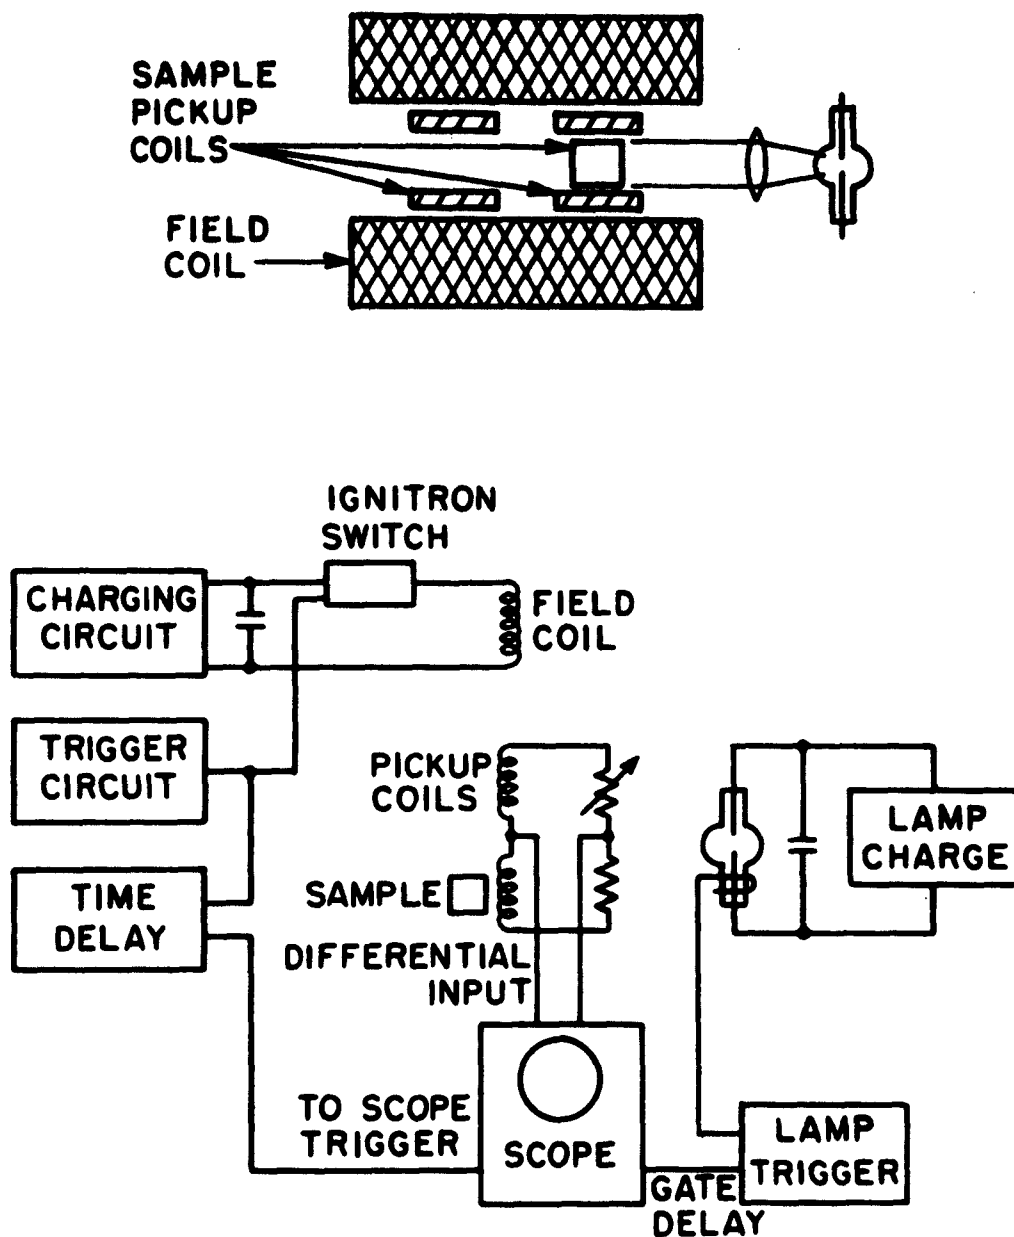 SAMPLE
PICKUP
COILS
FIELD
COIL
IGNITRON
SWITCH
CHARGING
CIRCUIT
FIELD
COIL
TRIGGER
CIRCUIT
PICKUP
COILS
LAMP
CHARGE
TIME
DELAY
SAMPLE
DIFFERENTIAL
INPUT
TO SCOPE
TRIGGER
SCOPE
LAMP
TRIGGER
GATE
DELAY